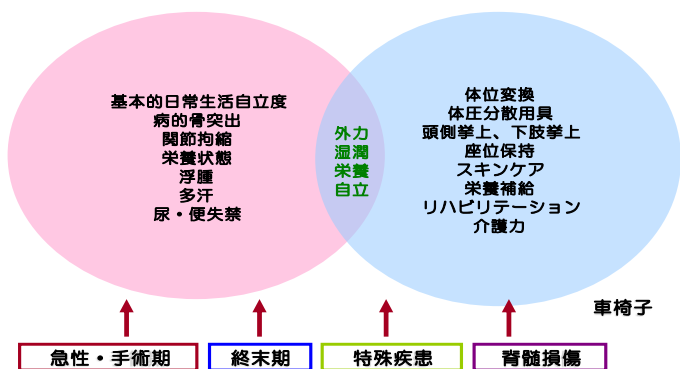 基本的日常生活自立度
病的骨突出
関節拘縮
栄養状態
浮腫
多汗
尿・便失禁
外力
湿潤
栄養
自立
体位変換
体圧分散用具
頭側挙上、下肢挙上
座位保持
スキンケア
栄養補給
リハビリテーション
介護力
車椅子
急性・手術期
終末期
特殊疾患
脊髄損傷